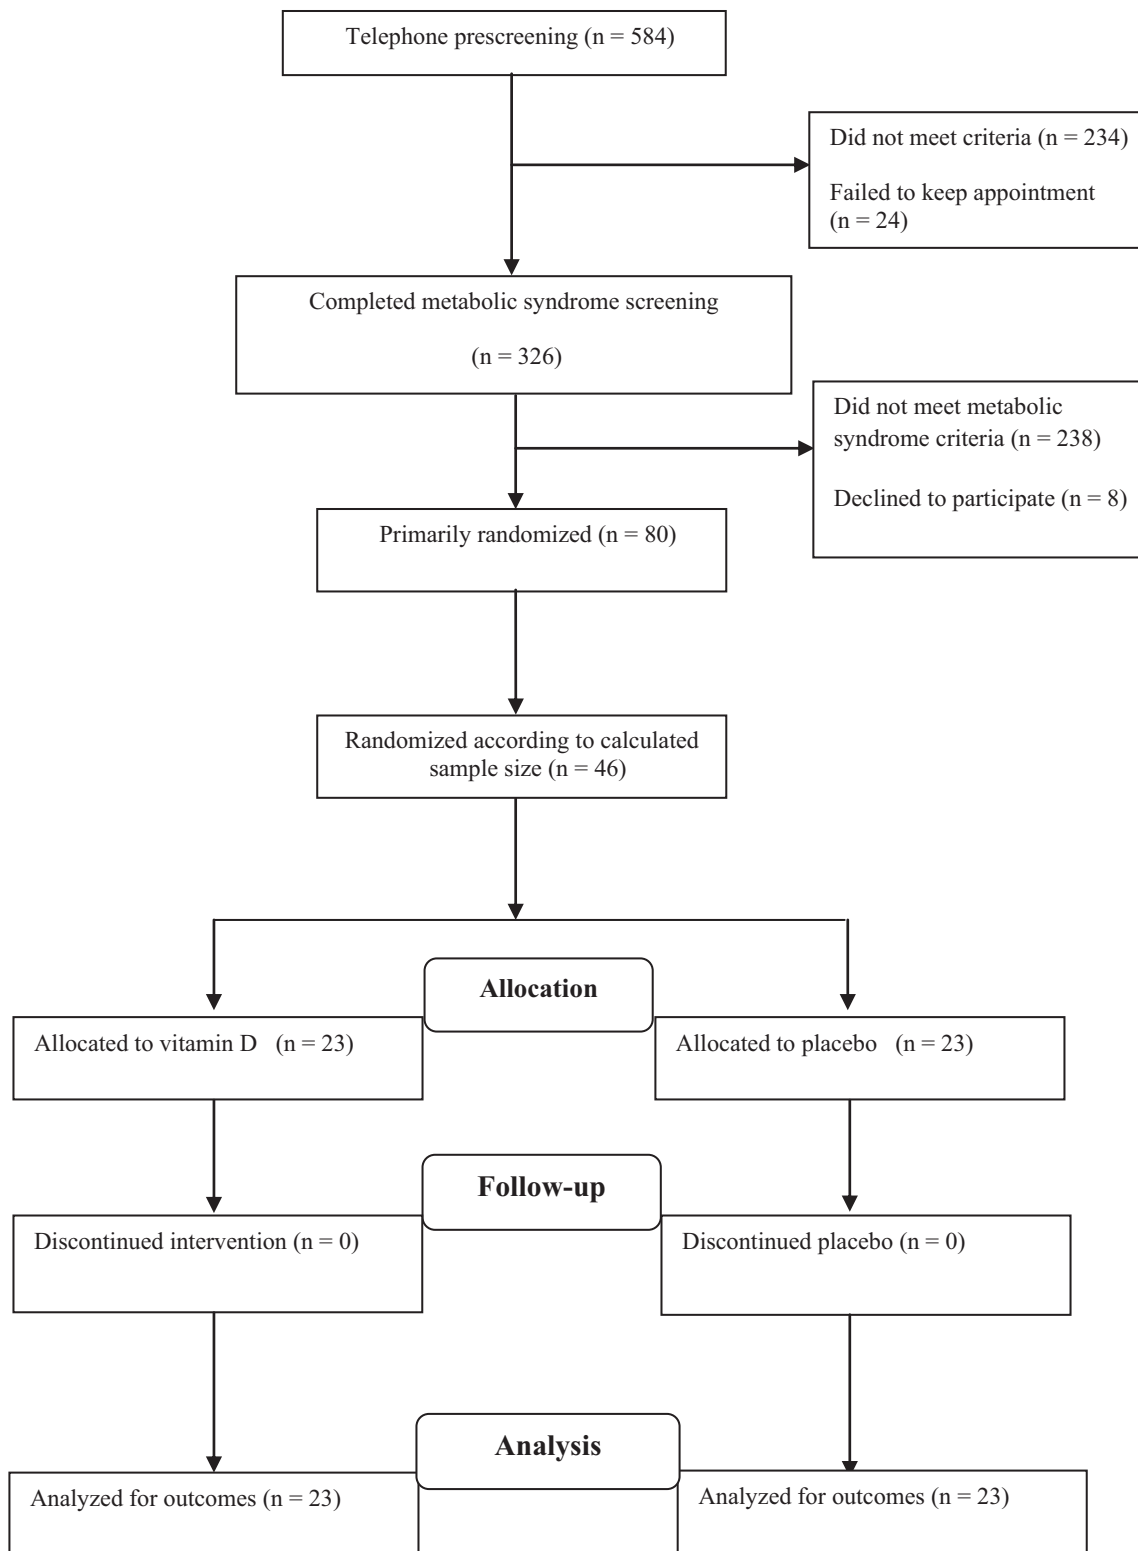 Telephone prescreening (n = 584)
Did not meet criteria (n = 234)
Failed to keep appointment
(n = 24)
Completed metabolic syndrome screening
(n = 326)
Did not meet metabolic
syndrome criteria (n = 238)
Declined to participate (n = 8)
Primarily randomized (n = 80)
Randomized according to calculated
sample size (n = 46)
Allocation
Allocated to vitamin D (n = 23)
Allocated to placebo (n = 23)
Follow-up
Discontinued intervention (n = 0)
Discontinued placebo (n = 0)
Analysis
Analyzed for outcomes (n = 23)
Analyzed for outcomes (n = 23)